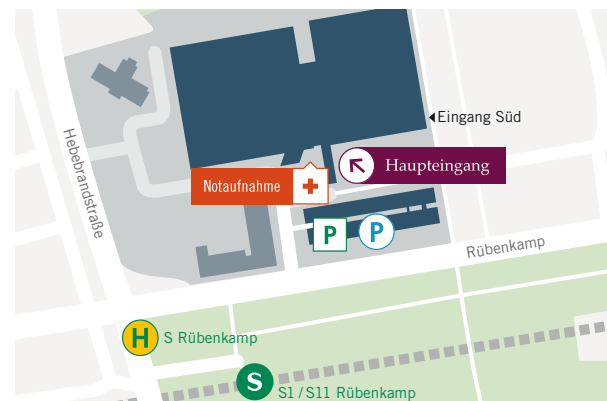 Eingang Süd
Hebebrandstraße
Haupteingang
Notaufnahme
P
P
Rübenkamp
H
S Rübenkamp
S
S1 / S11 Rübenkamp